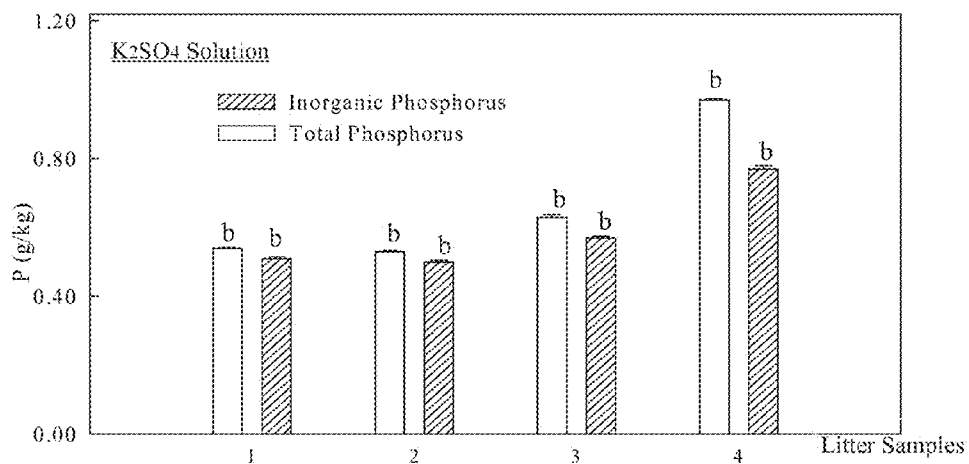 1.20
K2SO4 Solution
b
Inorganic Phosphorus
Total Phosphorus
0.80
b
b
b
b b
b
b
P (g/kg)
0.40
0.00
1 2 3 4
Litter Samples